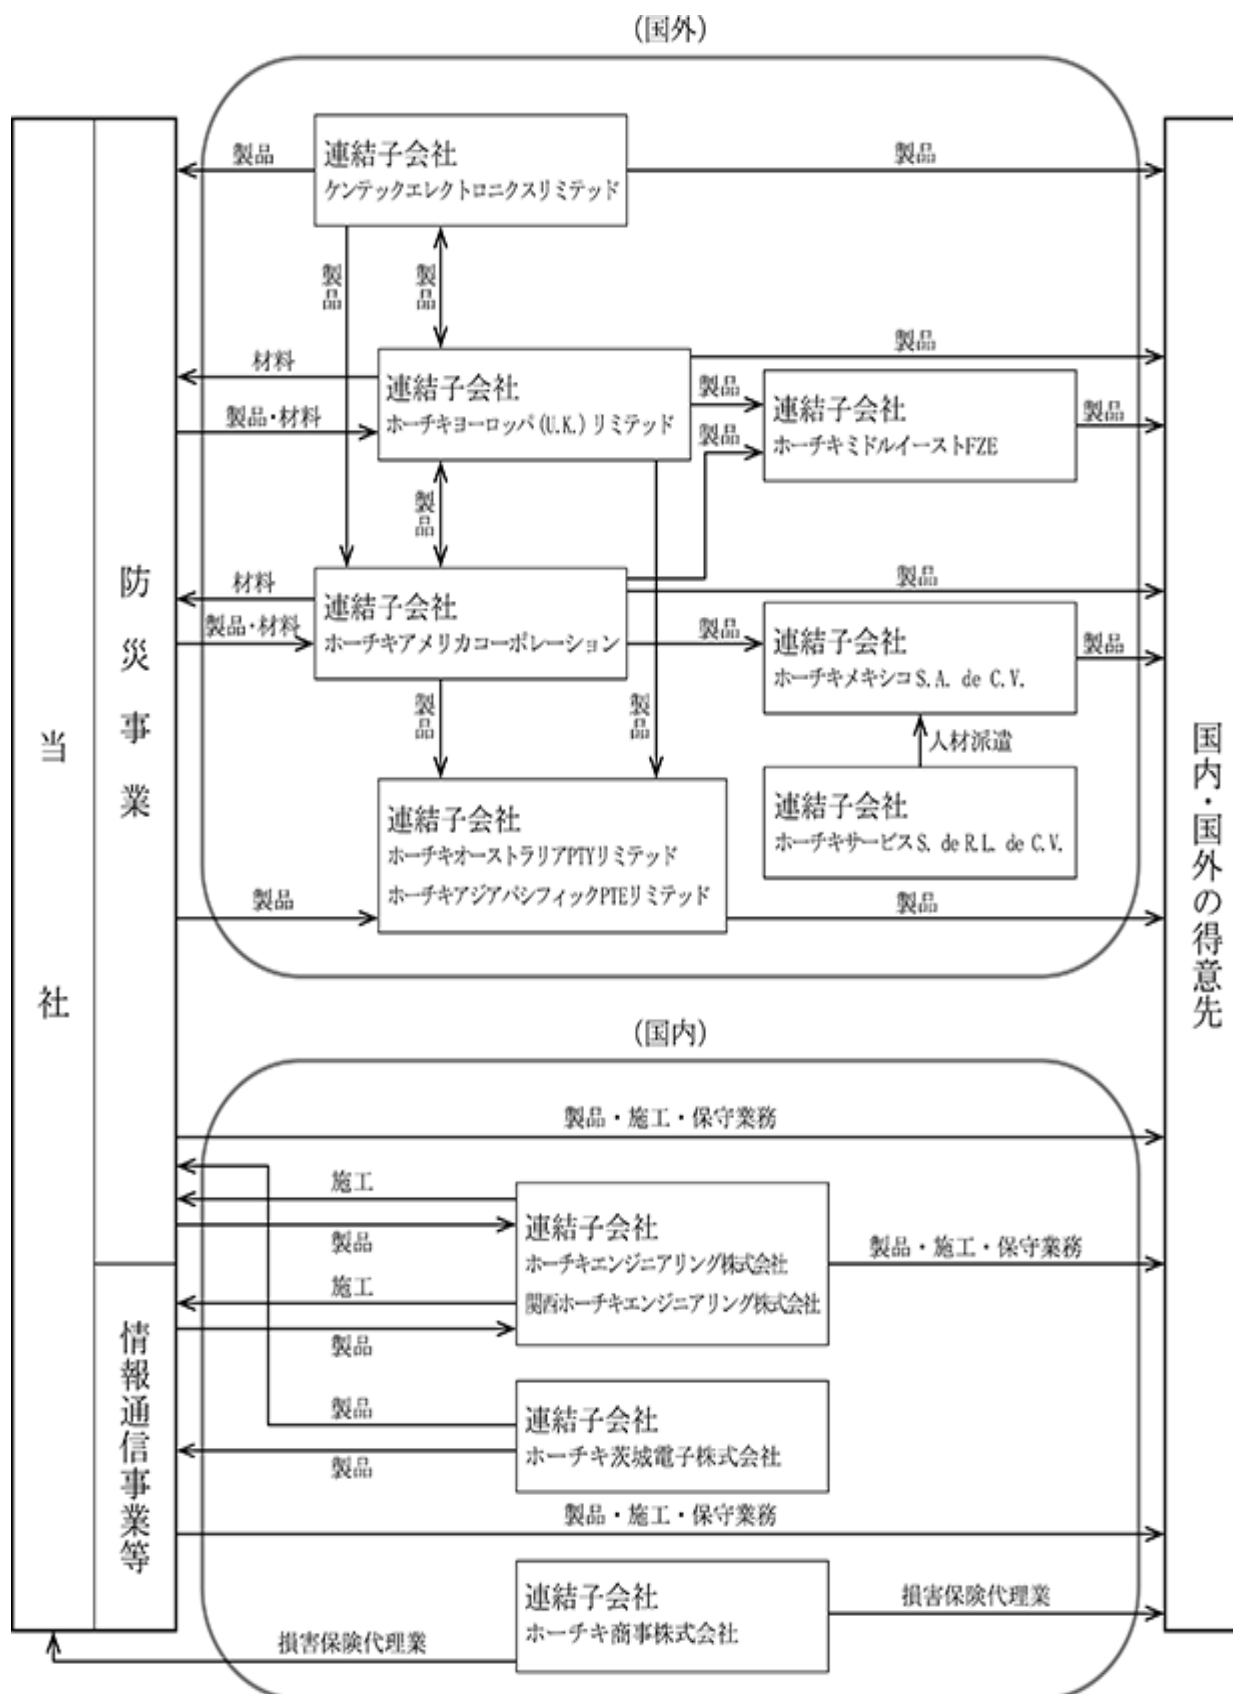 (国外)
当社
防災事業
情報通信事業等
国内・国外の得意先
製品
連結子会社
ケンテックエレクトロニクスリミテッド
製品
製品
製品
材料
製品・材料
連結子会社
ホーチキヨーロッパ(U.K.)リミテッド
製品
製品
製品
連結子会社
ホーチキミドルイーストFZE
製品
製品
材料
製品・材料
連結子会社
ホーチキアメリカコーポレーション
製品
製品
連結子会社
ホーチキメキシコS.A. de C.V.
製品
製品
製品
人材派遣
連結子会社
ホーチキサービスS. de R.L. de C.V.
連結子会社
ホーチキオーストラリアPTYリミテッド
ホーチキアジアパシフィックPTEリミテッド
製品
製品
(国内)
製品・施工・保守業務
施工
製品
施工
製品
連結子会社
ホーチキエンジニアリング株式会社
関西ホーチキエンジニアリング株式会社
製品・施工・保守業務
製品
製品
連結子会社
ホーチキ茨城電子株式会社
製品・施工・保守業務
連結子会社
ホーチキ商事株式会社
損害保険代理業
損害保険代理業